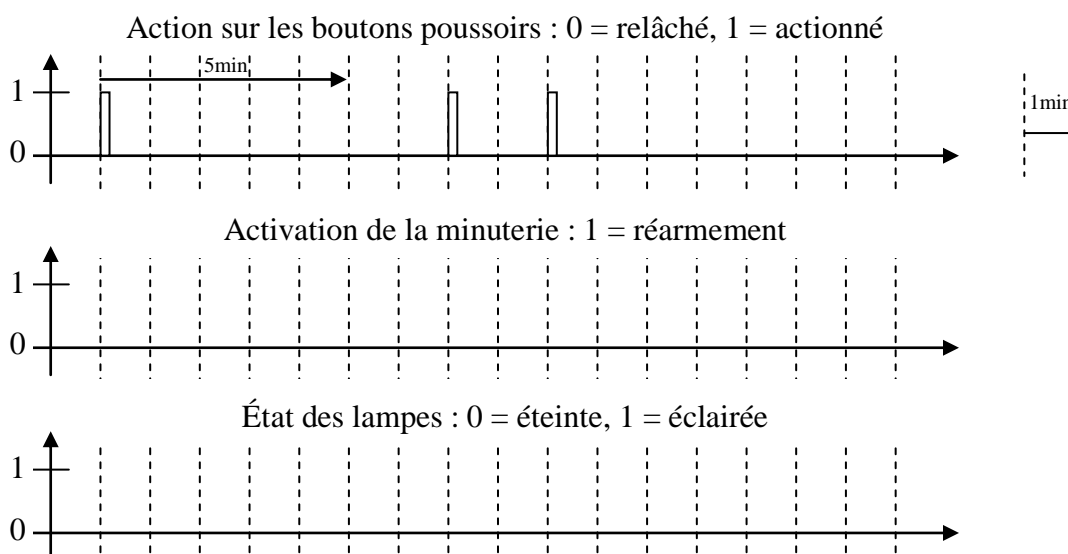 Action sur les boutons poussoirs : 0 = relâché, 1 = actionné
5min
1
1min
0
Activation de la minuterie : 1 = réarmement
1
0
État des lampes : 0 = éteinte, 1 = éclairée
1
0